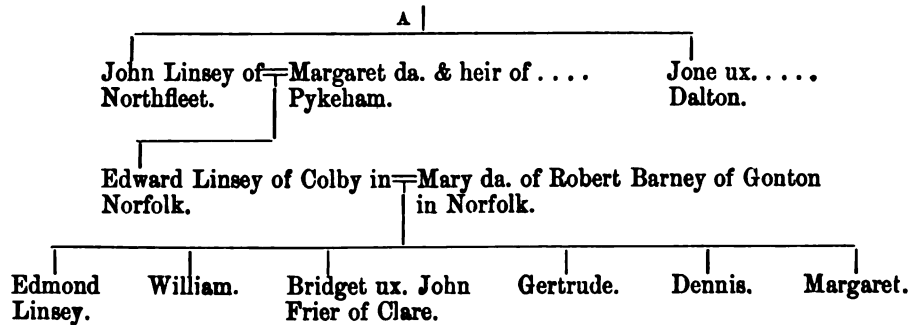 A
John Linsey of Margaret da. & heir of . . . . Jone ux. . . . .
Northfleet. Pykeham. Dalton.
Edward Linsey of Colby in Mary da. of Robert Barney of Gonton
Norfolk. in Norfolk.
Edmond William. Bridget ux. John Gertrude. Dennis. Margaret.
Linsey. Frier of Clare.